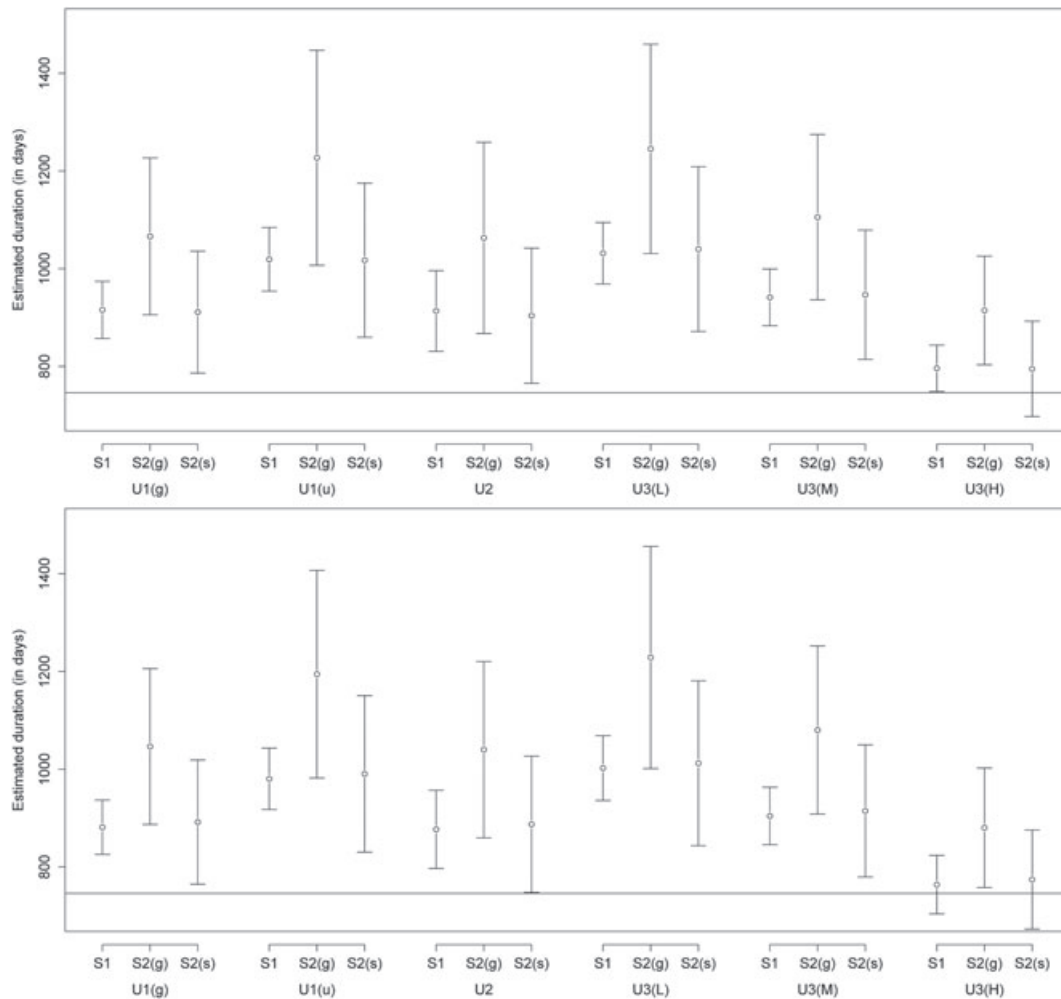 Estimated duration (in days)
1400
1200
1000
800
S1 S2(g) S2(s) S1 S2(g) S2(s) S1 S2(g) S2(s) S1 S2(g) S2(s) S1 S2(g) S2(s) S1 S2(g) S2(s)
U1(g) U1(u) U2 U3(L) U3(M) U3(H)
Estimated duration (in days)
1400
1200
1000
800
S1 S2(g) S2(s) S1 S2(g) S2(s) S1 S2(g) S2(s) S1 S2(g) S2(s) S1 S2(g) S2(s) S1 S2(g) S2(s)
U1(g) U1(u) U2 U3(L) U3(M) U3(H)